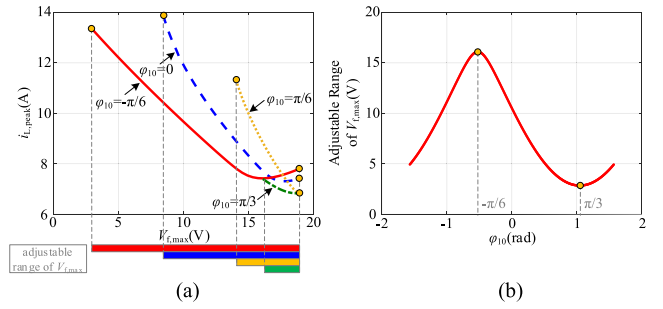 14
12
10
8
6
i_L,peak(A)
φ10=0
φ10=-π/6
φ10=π/6
φ10=π/3
0
5
10
15
20
V_f,max(V)
adjustable
range of V_f,max
(a)
20
15
10
5
0
Adjustable Range
of V_f,max(V)
-π/6
π/3
-2
-1
0
1
2
φ10(rad)
(b)